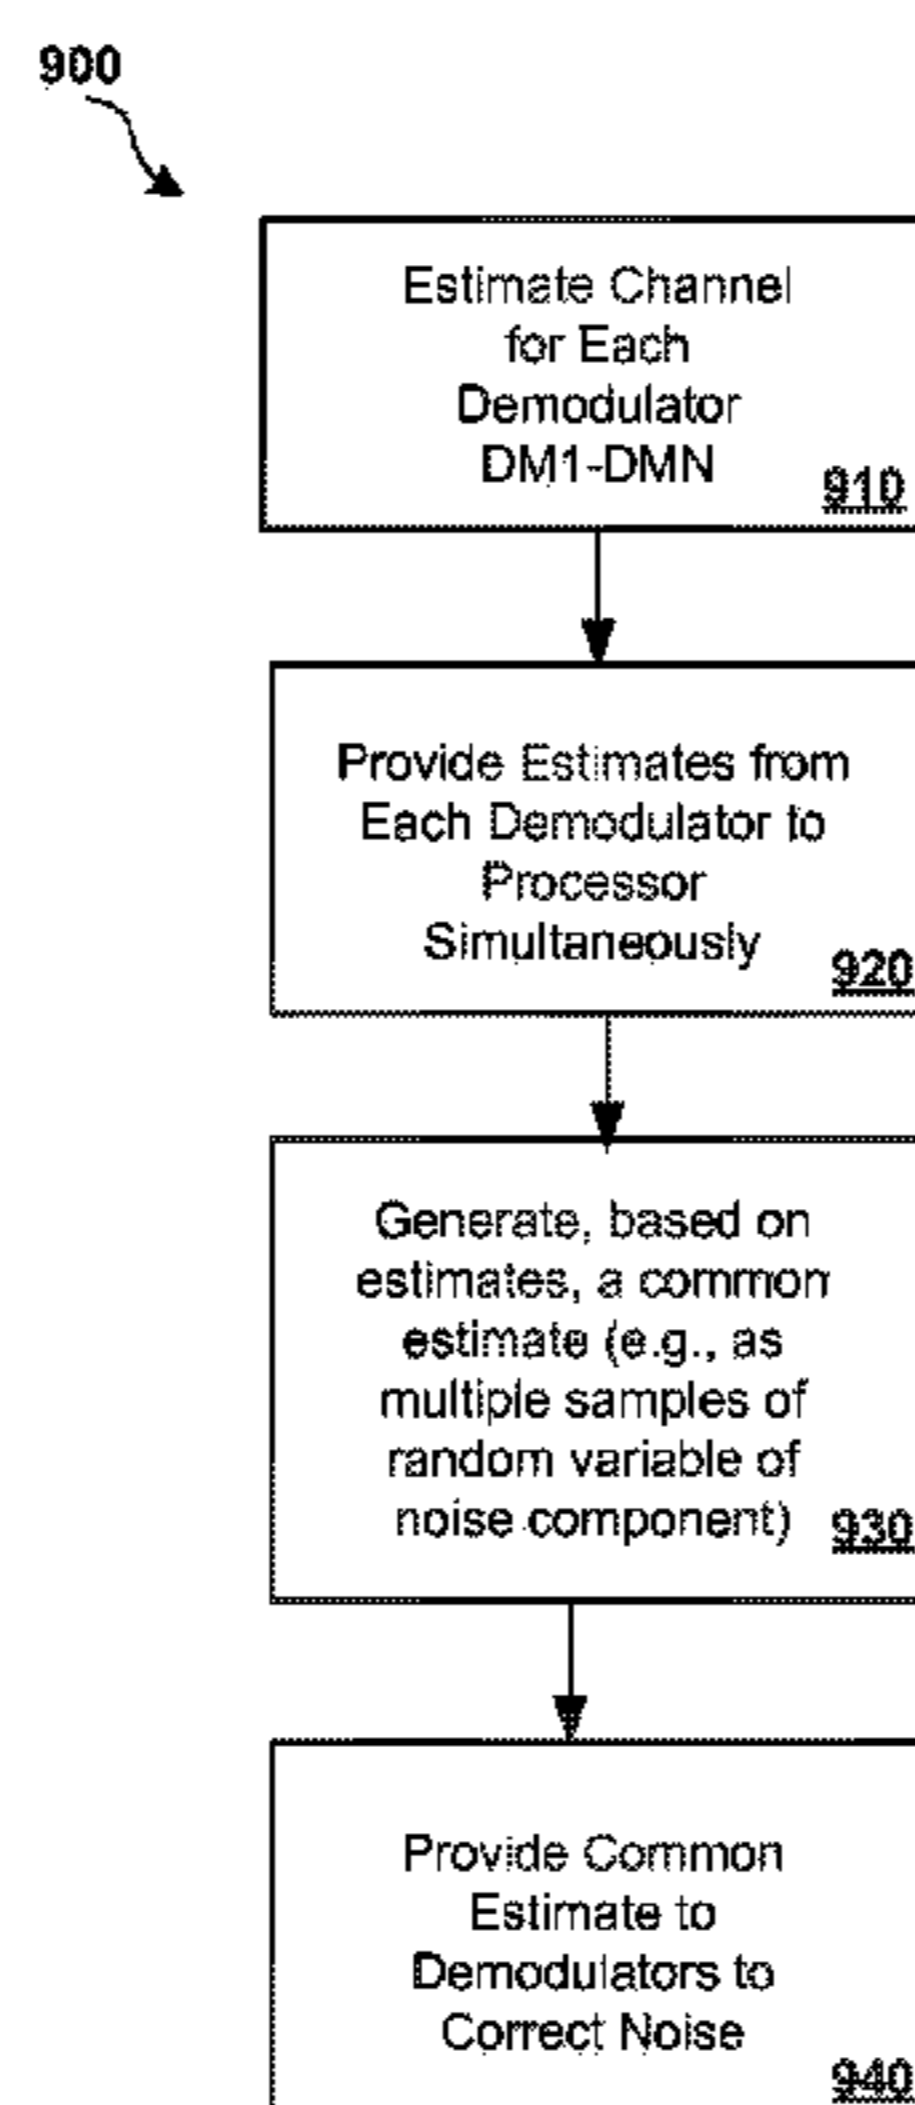 900
Estimate Channel
for Each
Demodulator
DM1-DMN
910
Provide Estimates from
Each Demodulator to
Processor
Simultaneously
920
Generate, based on
estimates, a common
estimate (e.g., as
multiple samples of
random variable of
noise component)
930
Provide Common
Estimate to
Demodulators to
Correct Noise
940